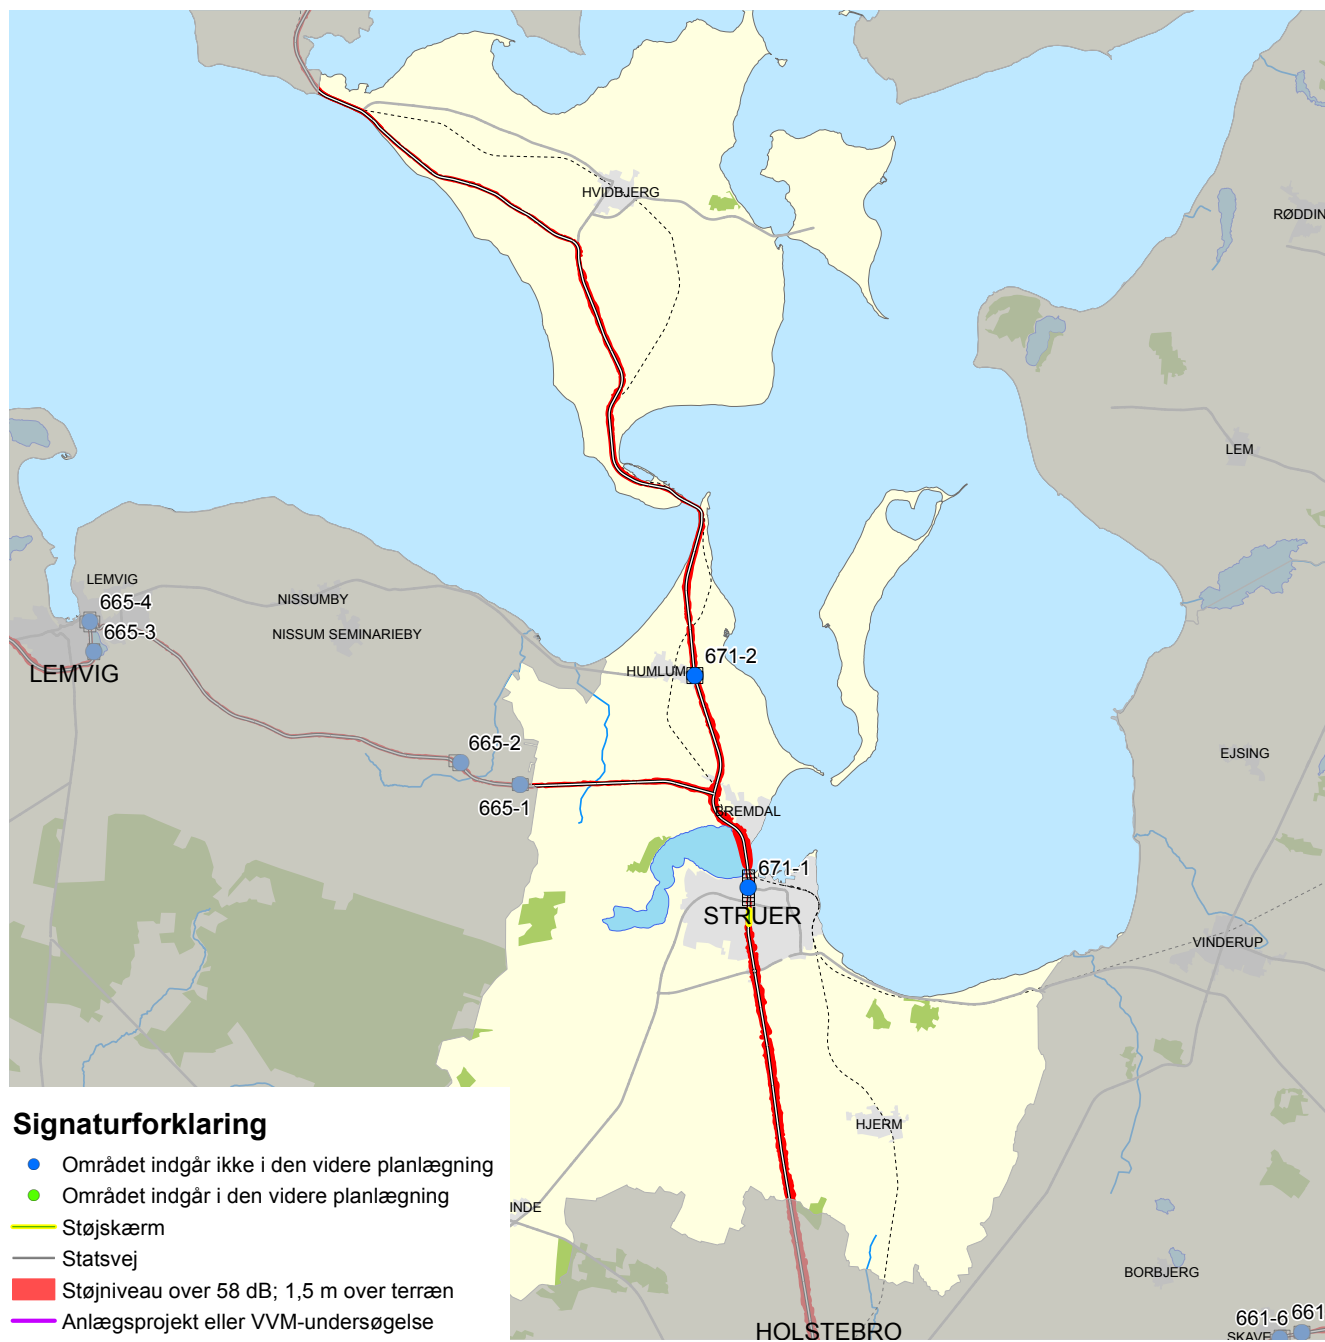 HVIDBJERG
RØDDIN
LEM
LEMVIG
665-4
NISSUMBY
665-3
NISSUM SEMINARIEBY
LEMVIG
HUMLUM
671-2
665-2
EJSING
665-1
BREMDAL
671-1
STRUER
VINDERUP
HJERM
INDE
BORBJERG
HOLSTEBRO
661-6
661
SKAVE
Signaturforklaring
Området indgår ikke i den videre planlægning
Området indgår i den videre planlægning
Støjskærm
Statsvej
Støjniveau over 58 dB; 1,5 m over terræn
Anlægsprojekt eller VVM-undersøgelse